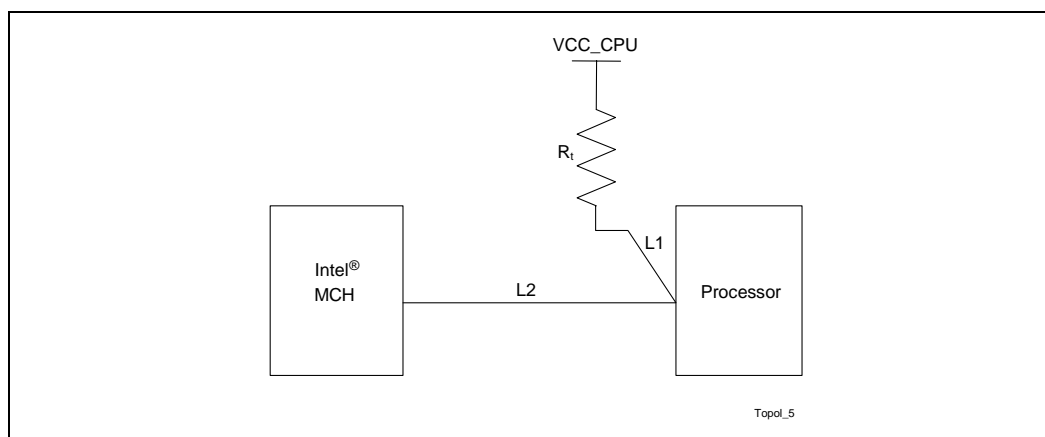 VCC_CPU
Rt
L1
Intel®
MCH
L2
Processor
Topol_5